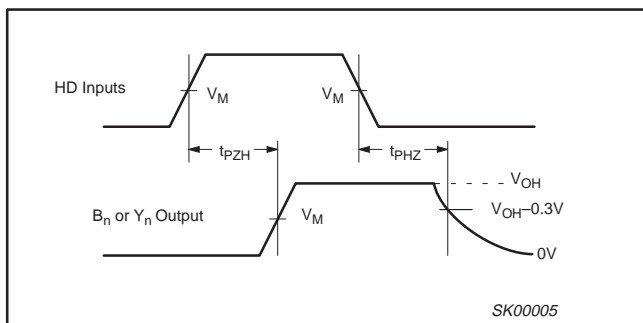 HD Inputs
V_M V_M
t_PZH t_PHZ
V_OH
B_n or Y_n Output V_M V_OH–0.3V
0V
SK00005